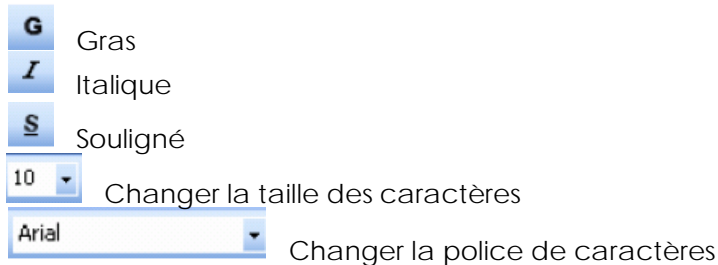 G Gras
I Italique
S Souligné
10 Changer la taille des caractères
Arial Changer la police de caractères